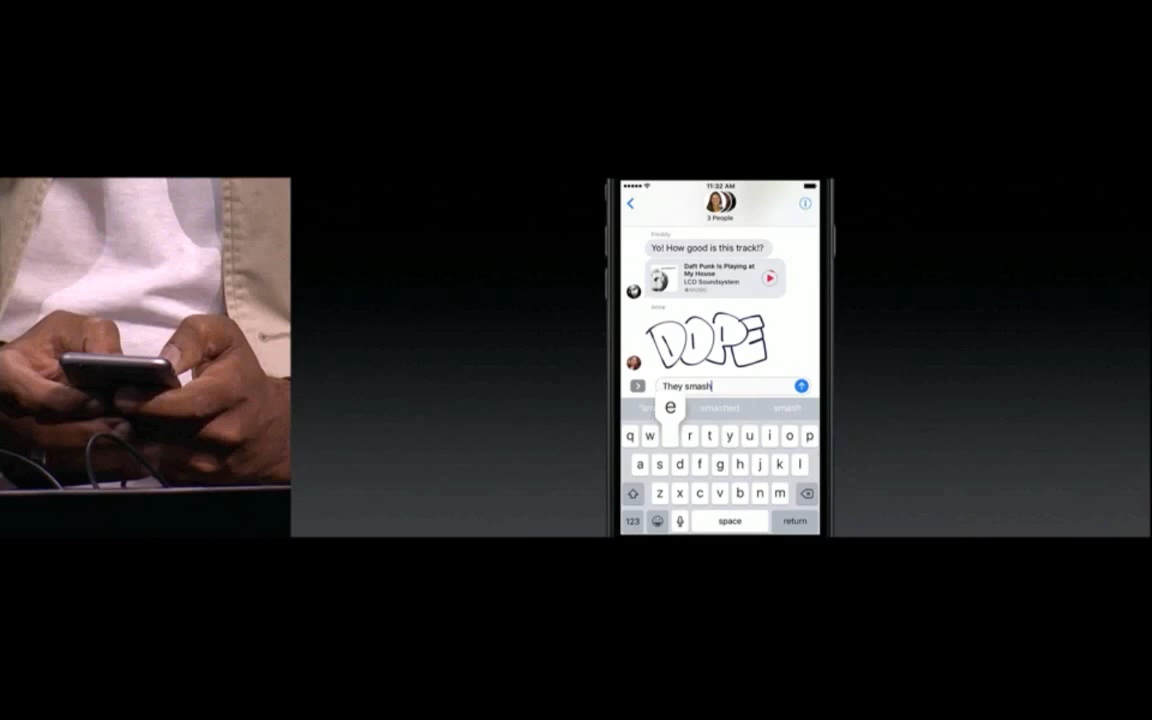 11:32 AM
3 People
Freddy
Yo! How good is this track!?
Daft Punk Is Playing at
My House
LCD Soundsystem
Anne
DOPE
They smash
e
smashed
smash
q w r t y u i o p
a s d f g h j k l
z x c v b n m
123
space
return